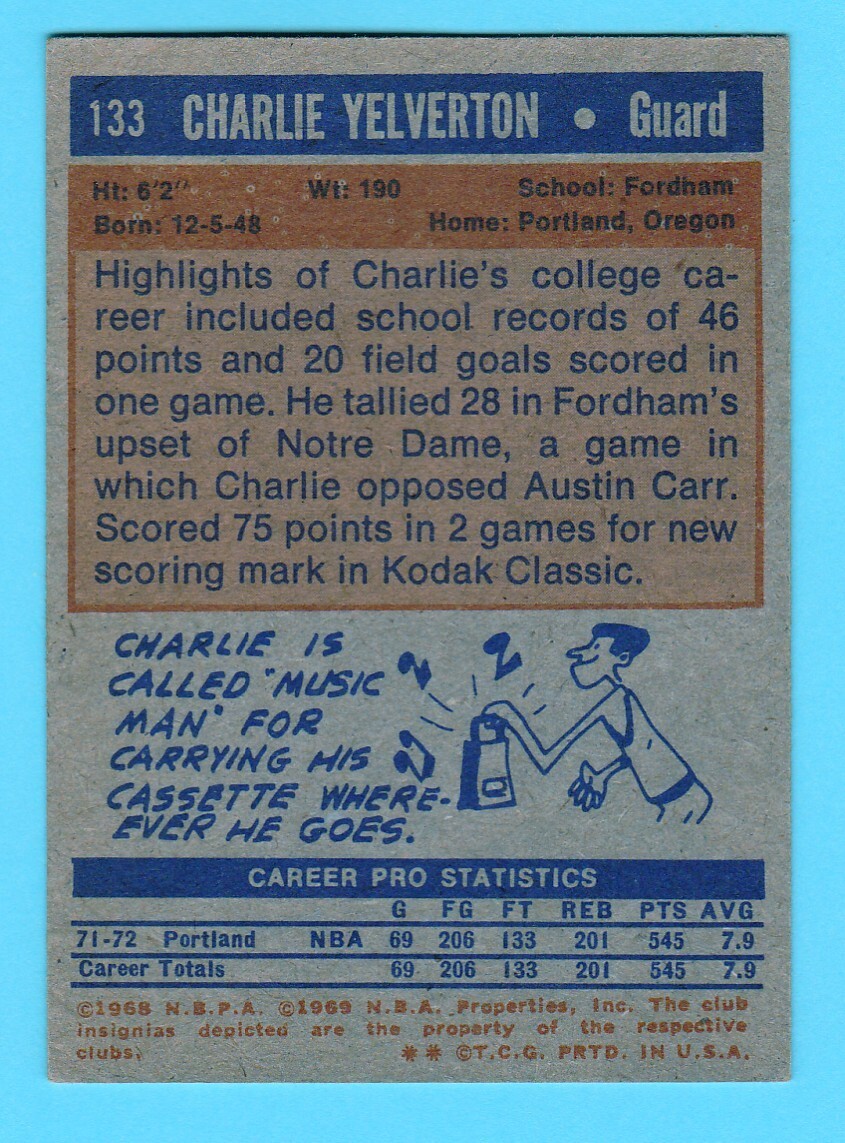 133 CHARLIE YELVERTON • Guard
Ht: 6'2" Wt: 190 School: Fordham
Born: 12-5-48 Home: Portland, Oregon
Highlights of Charlie's college ca-
reer included school records of 46
points and 20 field goals scored in
one game. He tallied 28 in Fordham's
upset of Notre Dame, a game in
which Charlie opposed Austin Carr.
Scored 75 points in 2 games for new
scoring mark in Kodak Classic.
CHARLIE IS
CALLED "MUSIC
MAN" FOR
CARRYING HIS
CASSETTE WHERE-
EVER HE GOES.
CAREER PRO STATISTICS
G FG FT REB PTS AVG
71-72 Portland NBA 69 206 133 201 545 7.9
Career Totals 69 206 133 201 545 7.9
©1968 N.B.P.A. ©1969 N.B.A. Properties, Inc. The club
insignias depicted are the property of the respective
clubs. ** ©T.C.G. PRTD. IN U.S.A.